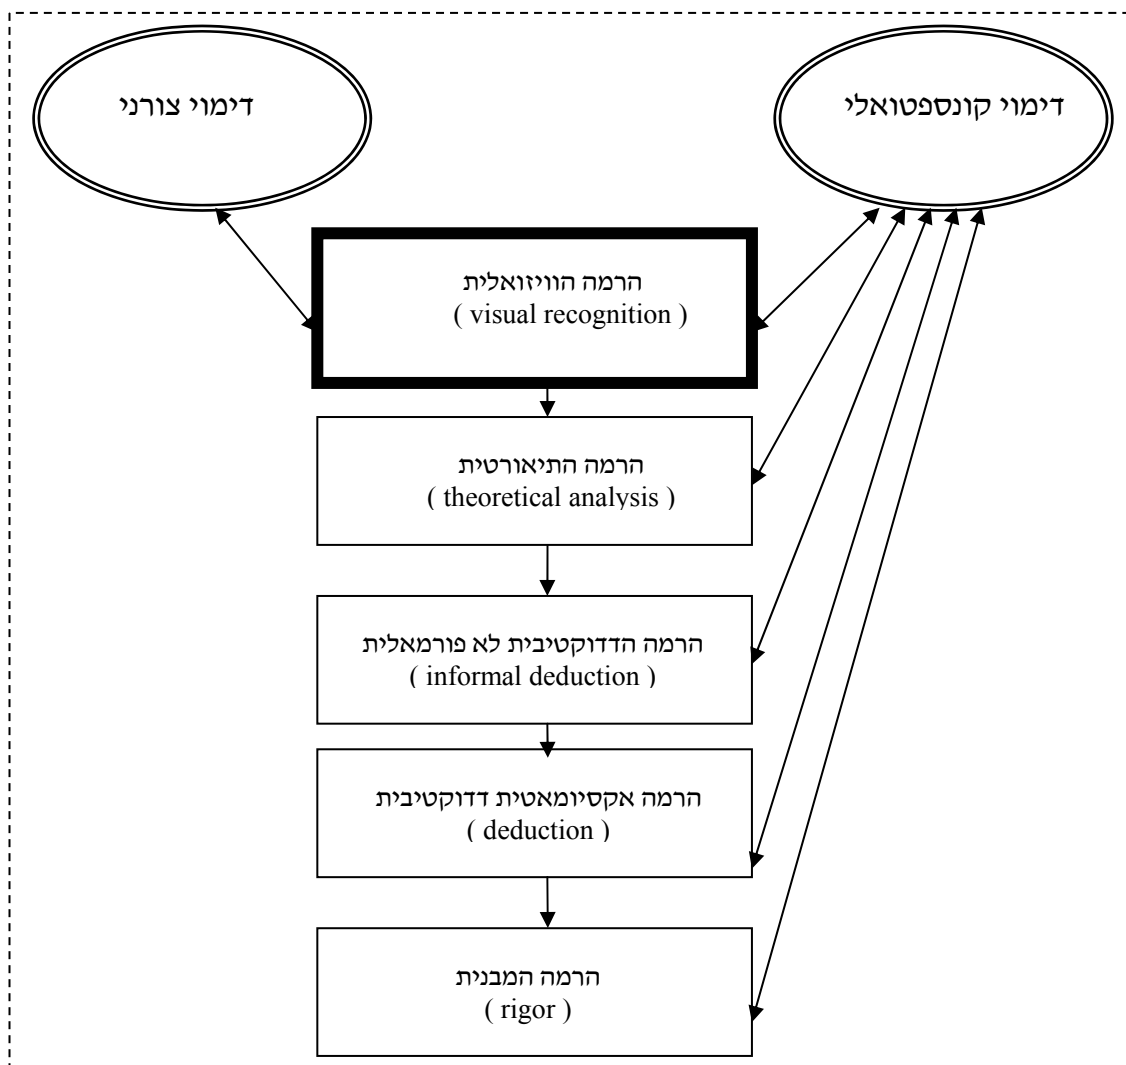 דימוי קונספטואלי
דימוי צורני
הרמה הוויזואלית
( visual recognition )
הרמה התיאורטית
( theoretical analysis )
הרמה הדדוקטיבית לא פורמאלית
( informal deduction )
הרמה אקסיומאטית דדוקטיבית
( deduction )
הרמה המבנית
( rigor )